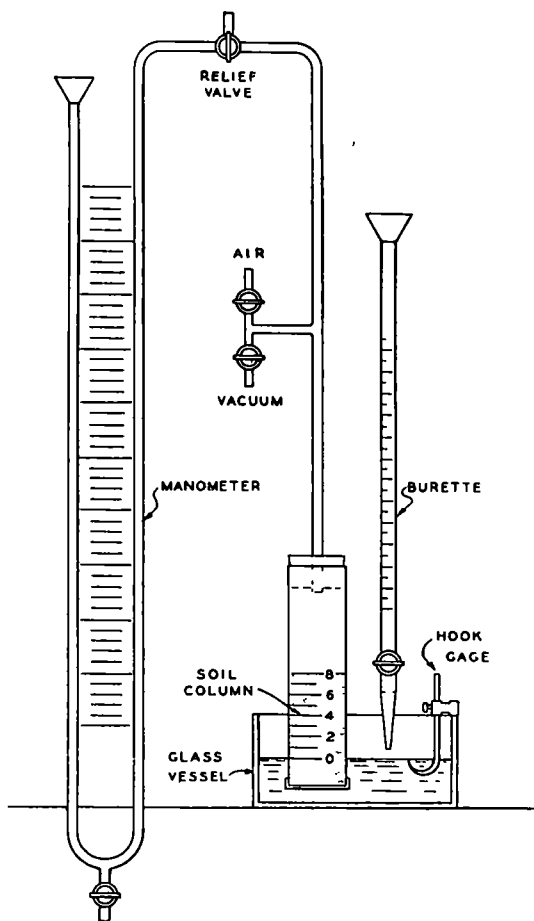 RELIEF
VALVE
AIR
VACUUM
MANOMETER
BURETTE
HOOK
GAGE
SOIL
COLUMN
8
6
4
2
0
GLASS
VESSEL